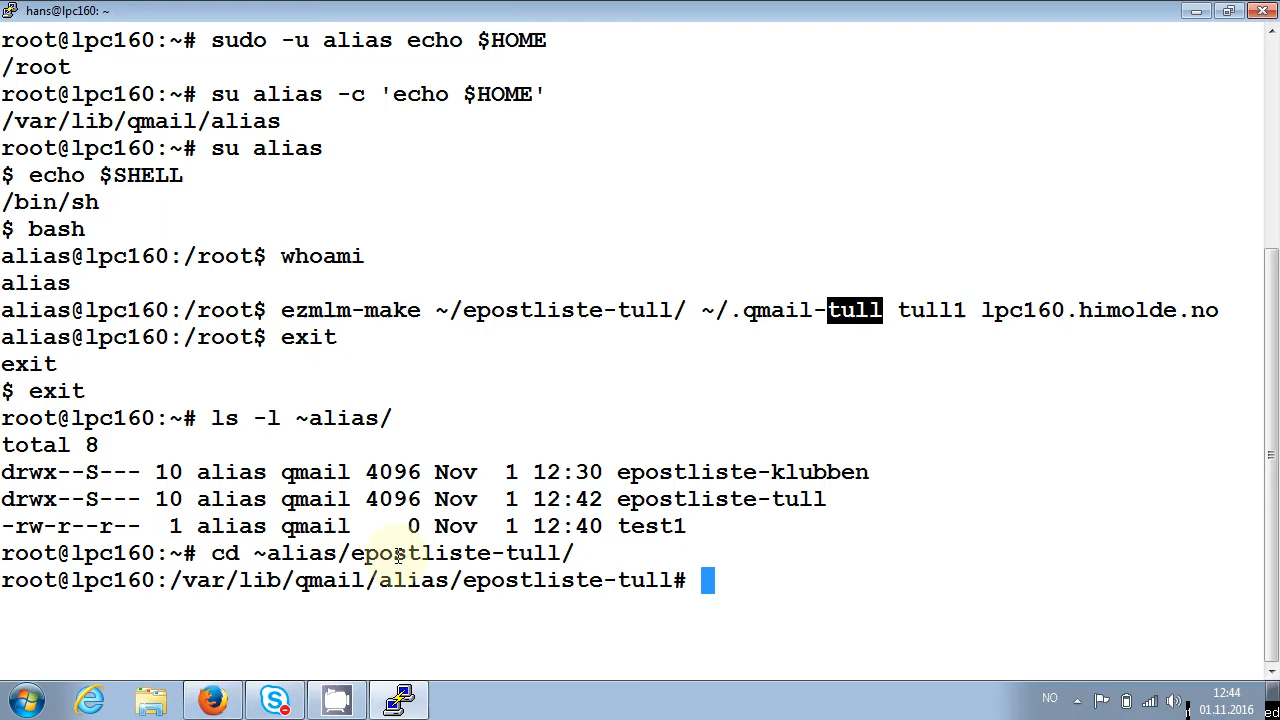 hans@lpc160: ~
root@lpc160:~# sudo -u alias echo $HOME
/root
root@lpc160:~# su alias -c 'echo $HOME'
/var/lib/qmail/alias
root@lpc160:~# su alias
$ echo $SHELL
/bin/sh
$ bash
alias@lpc160:/root$ whoami
alias
alias@lpc160:/root$ ezmlm-make ~/epostliste-tull/ ~/.qmail-tull tull1 lpc160.himolde.no
alias@lpc160:/root$ exit
exit
$ exit
root@lpc160:~# ls -l ~alias/
total 8
drwx--S--- 10 alias qmail 4096 Nov  1 12:30 epostliste-klubben
drwx--S--- 10 alias qmail 4096 Nov  1 12:42 epostliste-tull
-rw-r--r--  1 alias qmail    0 Nov  1 12:40 test1
root@lpc160:~# cd ~alias/epostliste-tull/
root@lpc160:/var/lib/qmail/alias/epostliste-tull#
NO
12:44
01.11.2016